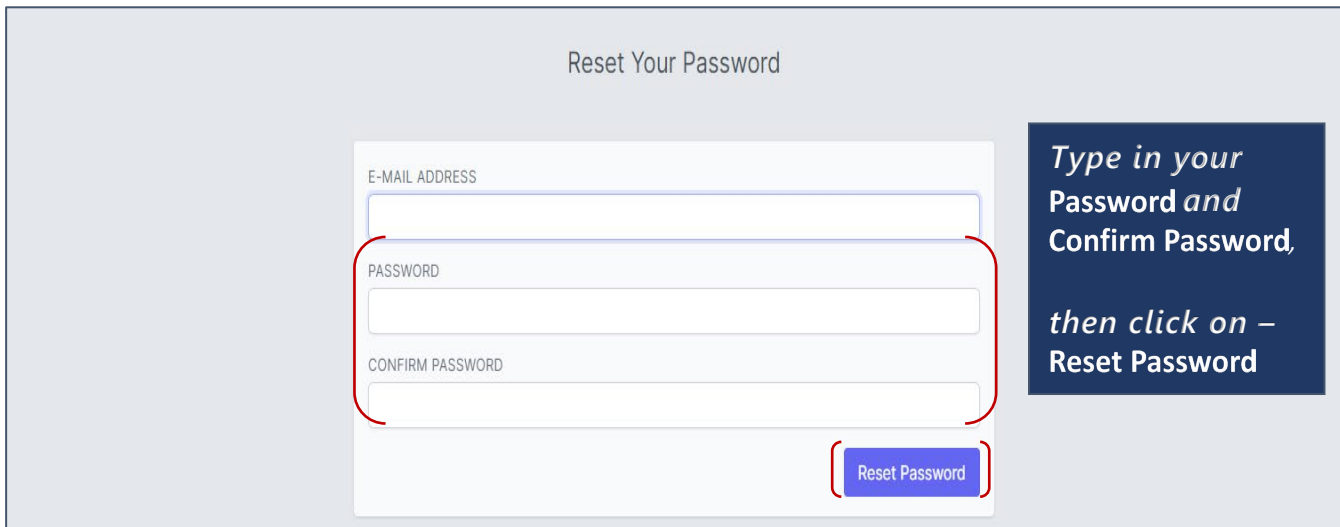 Reset Your Password
E-MAIL ADDRESS
PASSWORD
CONFIRM PASSWORD
Reset Password
Type in your
Password and
Confirm Password,
then click on –
Reset Password